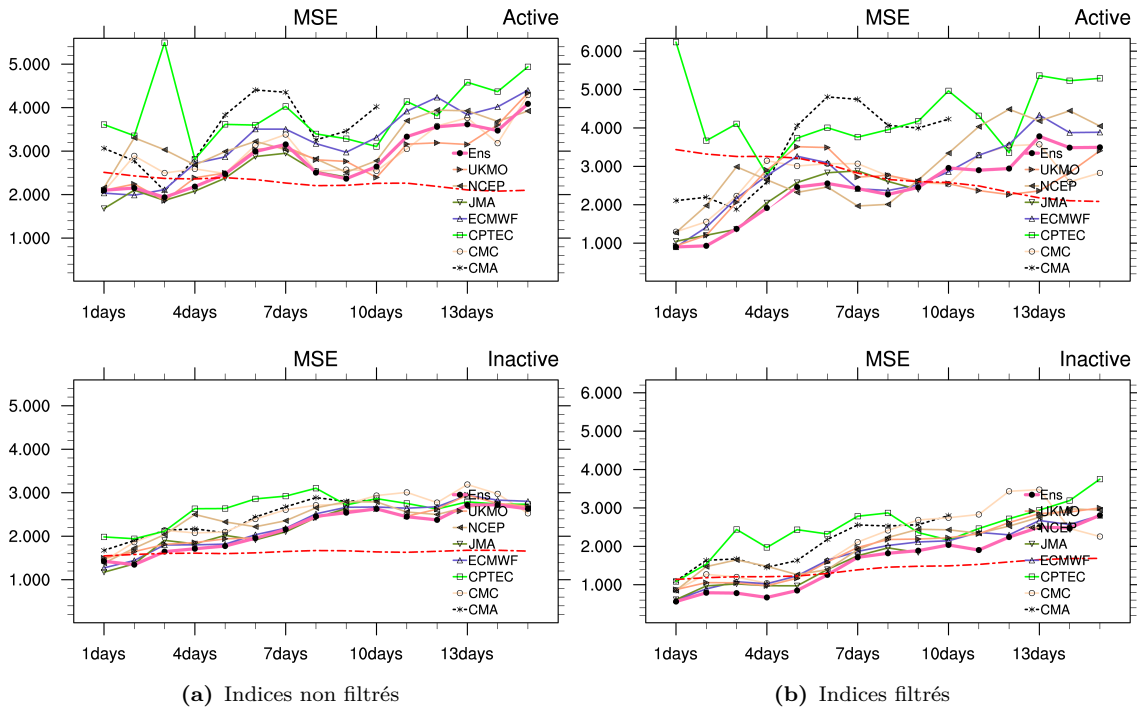 MSE Active
5.000
4.000
3.000
2.000
1.000
Ens
UKMO
NCEP
JMA
ECMWF
CPTEC
CMC
CMA
1days 4days 7days 10days 13days
MSE Active
6.000
5.000
4.000
3.000
2.000
1.000
Ens
UKMO
NCEP
JMA
ECMWF
CPTEC
CMC
CMA
1days 4days 7days 10days 13days
MSE Inactive
5.000
4.000
3.000
2.000
1.000
Ens
UKMO
NCEP
JMA
ECMWF
CPTEC
CMC
CMA
1days 4days 7days 10days 13days
MSE Inactive
6.000
5.000
4.000
3.000
2.000
1.000
Ens
UKMO
NCEP
JMA
ECMWF
CPTEC
CMC
CMA
1days 4days 7days 10days 13days
(a) Indices non filtrés
(b) Indices filtrés